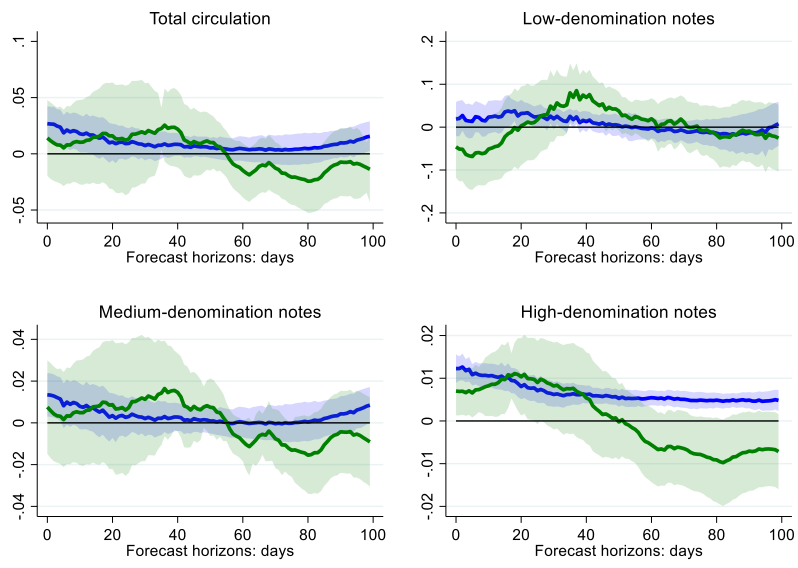 Total circulation
.1
.05
0
-.05
0 20 40 60 80 100
Forecast horizons: days
Low-denomination notes
.2
.1
0
-.1
-.2
0 20 40 60 80 100
Forecast horizons: days
Medium-denomination notes
.04
.02
0
-.02
-.04
0 20 40 60 80 100
Forecast horizons: days
High-denomination notes
.02
.01
0
-.01
-.02
0 20 40 60 80 100
Forecast horizons: days